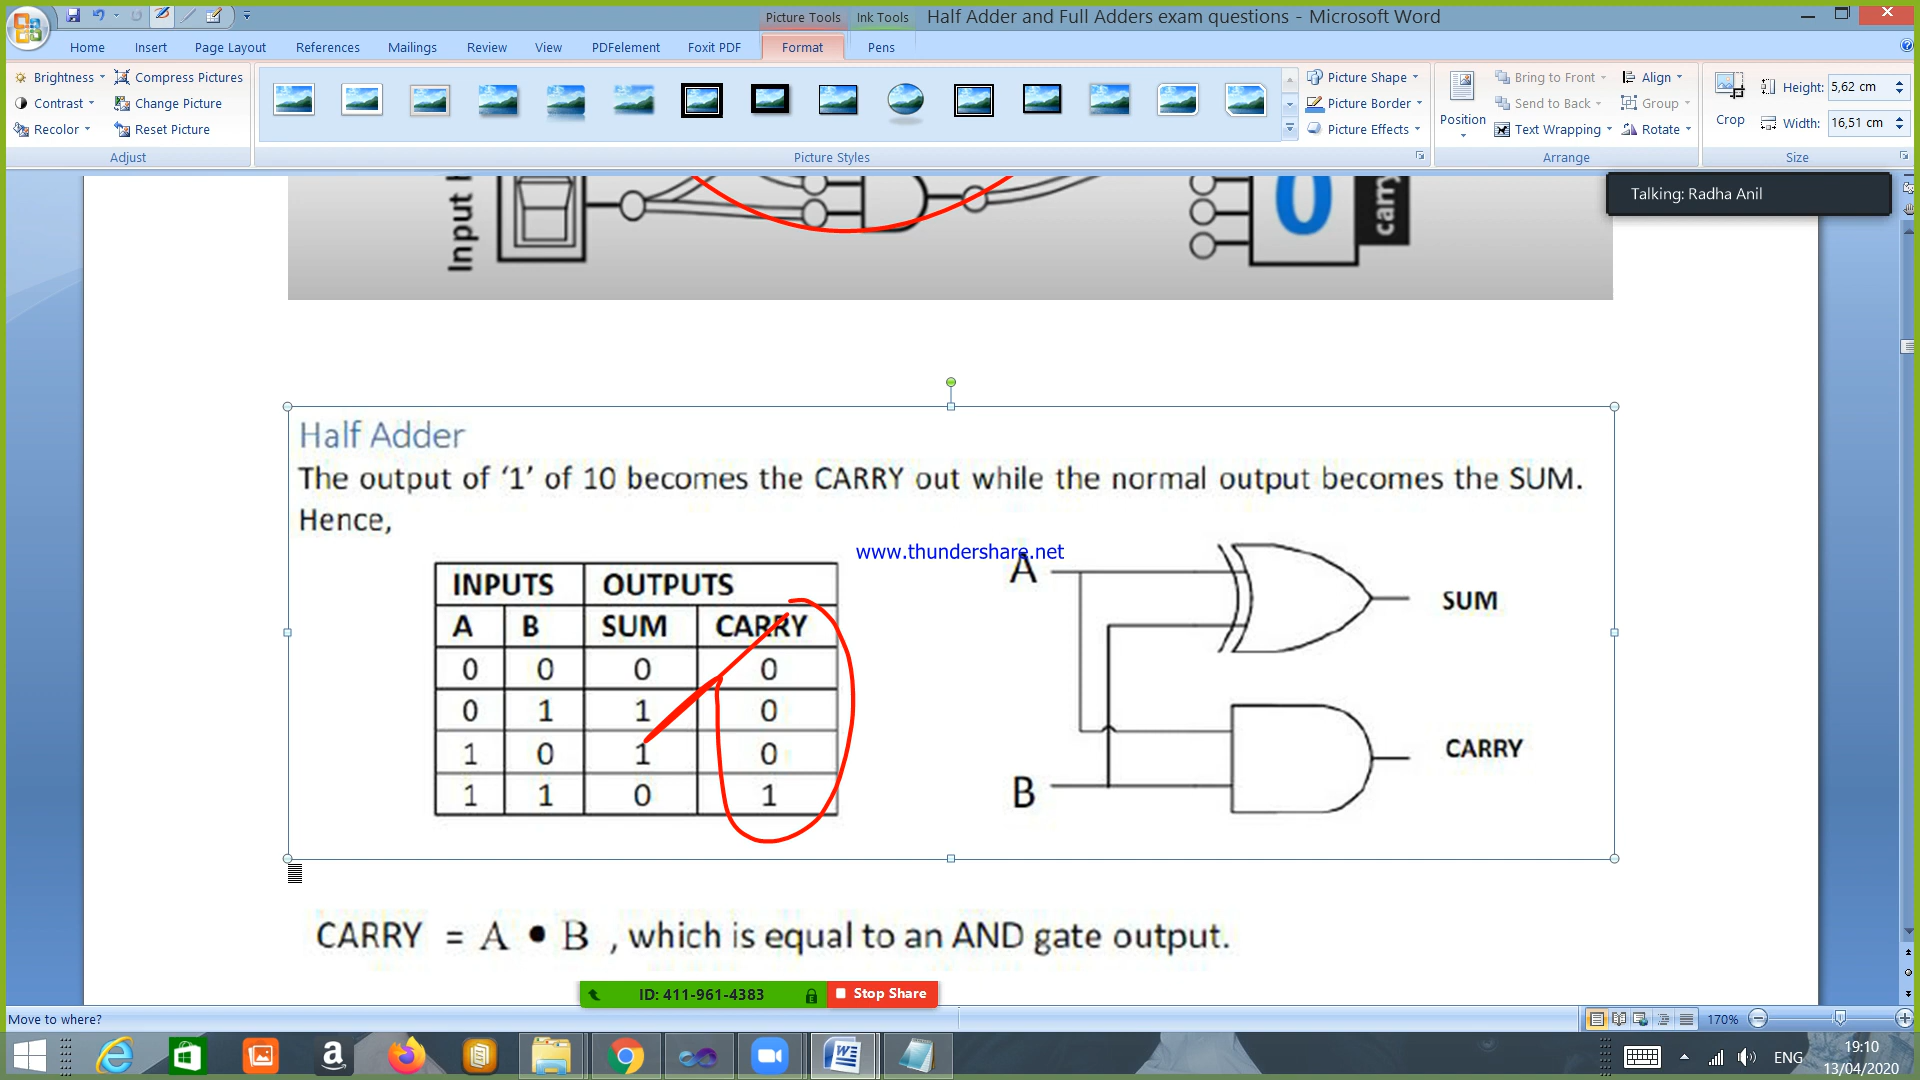 Picture Tools
Ink Tools
Half Adder and Full Adders exam questions - Microsoft Word
Home
Insert
Page Layout
References
Mailings
Review
View
PDFelement
Foxit PDF
Format
Pens
Brightness
Contrast
Recolor
Compress Pictures
Change Picture
Reset Picture
Adjust
Picture Styles
Picture Shape
Picture Border
Picture Effects
Position
Bring to Front
Send to Back
Text Wrapping
Align
Group
Rotate
Arrange
Crop
Height: 5,62 cm
Width: 16,51 cm
Size
Talking: Radha Anil
Input
0
carry
Half Adder
The output of ‘1’ of 10 becomes the CARRY out while the normal output becomes the SUM.
Hence,
www.thundershare.net
INPUTS OUTPUTS
A B SUM CARRY
0 0 0 0
0 1 1 0
1 0 1 0
1 1 0 1
A
SUM
CARRY
B
CARRY = A • B , which is equal to an AND gate output.
ID: 411-961-4383
Stop Share
Move to where?
170%
ENG
19:10
13/04/2020